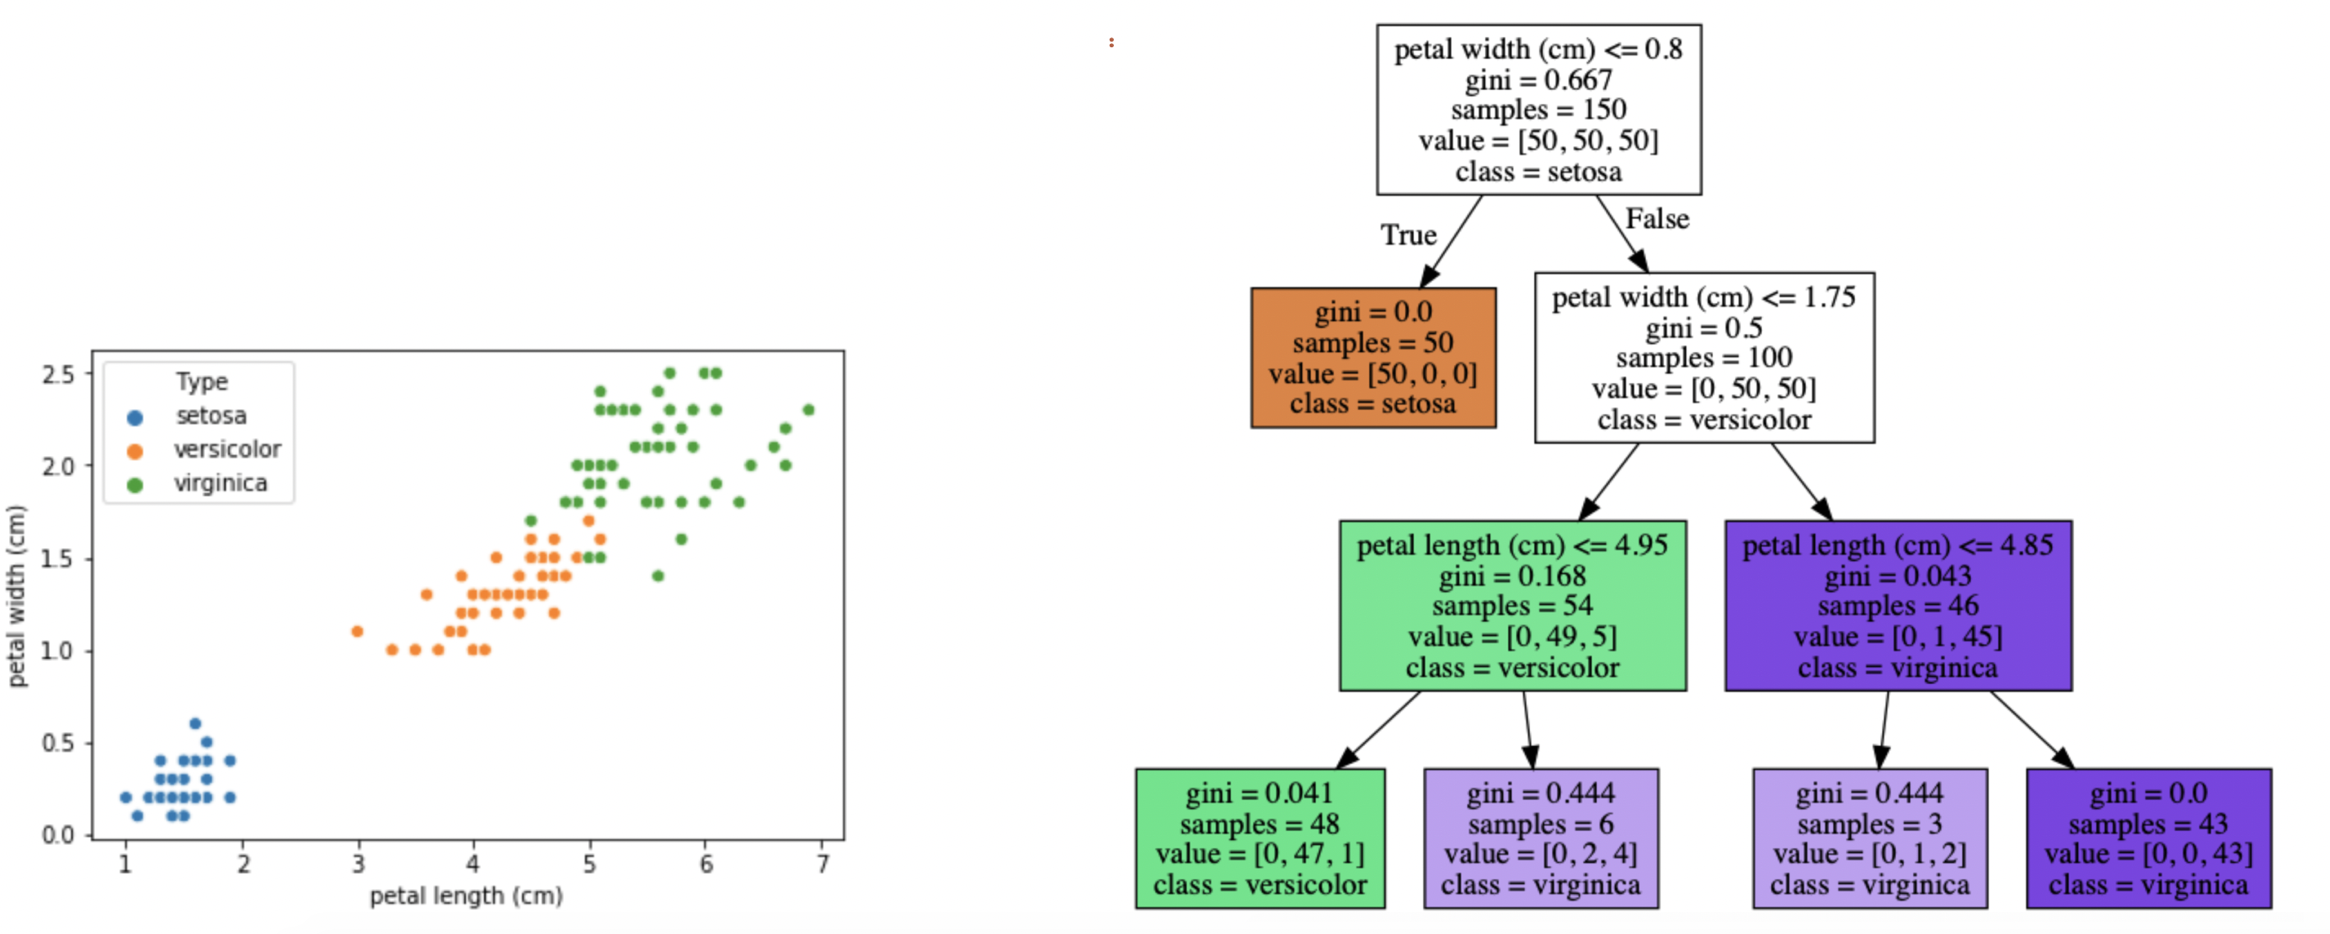 2.5
2.0
1.5
1.0
0.5
0.0
petal width (cm)
Type
setosa
versicolor
virginica
1 2 3 4 5 6 7
petal length (cm)
:
petal width (cm) <= 0.8
gini = 0.667
samples = 150
value = [50, 50, 50]
class = setosa
True
False
gini = 0.0
samples = 50
value = [50, 0, 0]
class = setosa
petal width (cm) <= 1.75
gini = 0.5
samples = 100
value = [0, 50, 50]
class = versicolor
petal length (cm) <= 4.95
gini = 0.168
samples = 54
value = [0, 49, 5]
class = versicolor
petal length (cm) <= 4.85
gini = 0.043
samples = 46
value = [0, 1, 45]
class = virginica
gini = 0.041
samples = 48
value = [0, 47, 1]
class = versicolor
gini = 0.444
samples = 6
value = [0, 2, 4]
class = virginica
gini = 0.444
samples = 3
value = [0, 1, 2]
class = virginica
gini = 0.0
samples = 43
value = [0, 0, 43]
class = virginica